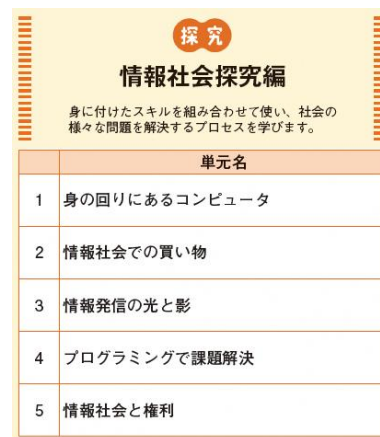 探究
情報社会探究編
身に付けたスキルを組み合わせて使い、社会の
様々な問題を解決するプロセスを学びます。
単元名
1 身の回りにあるコンピュータ
2 情報社会での買い物
3 情報発信の光と影
4 プログラミングで課題解決
5 情報社会と権利